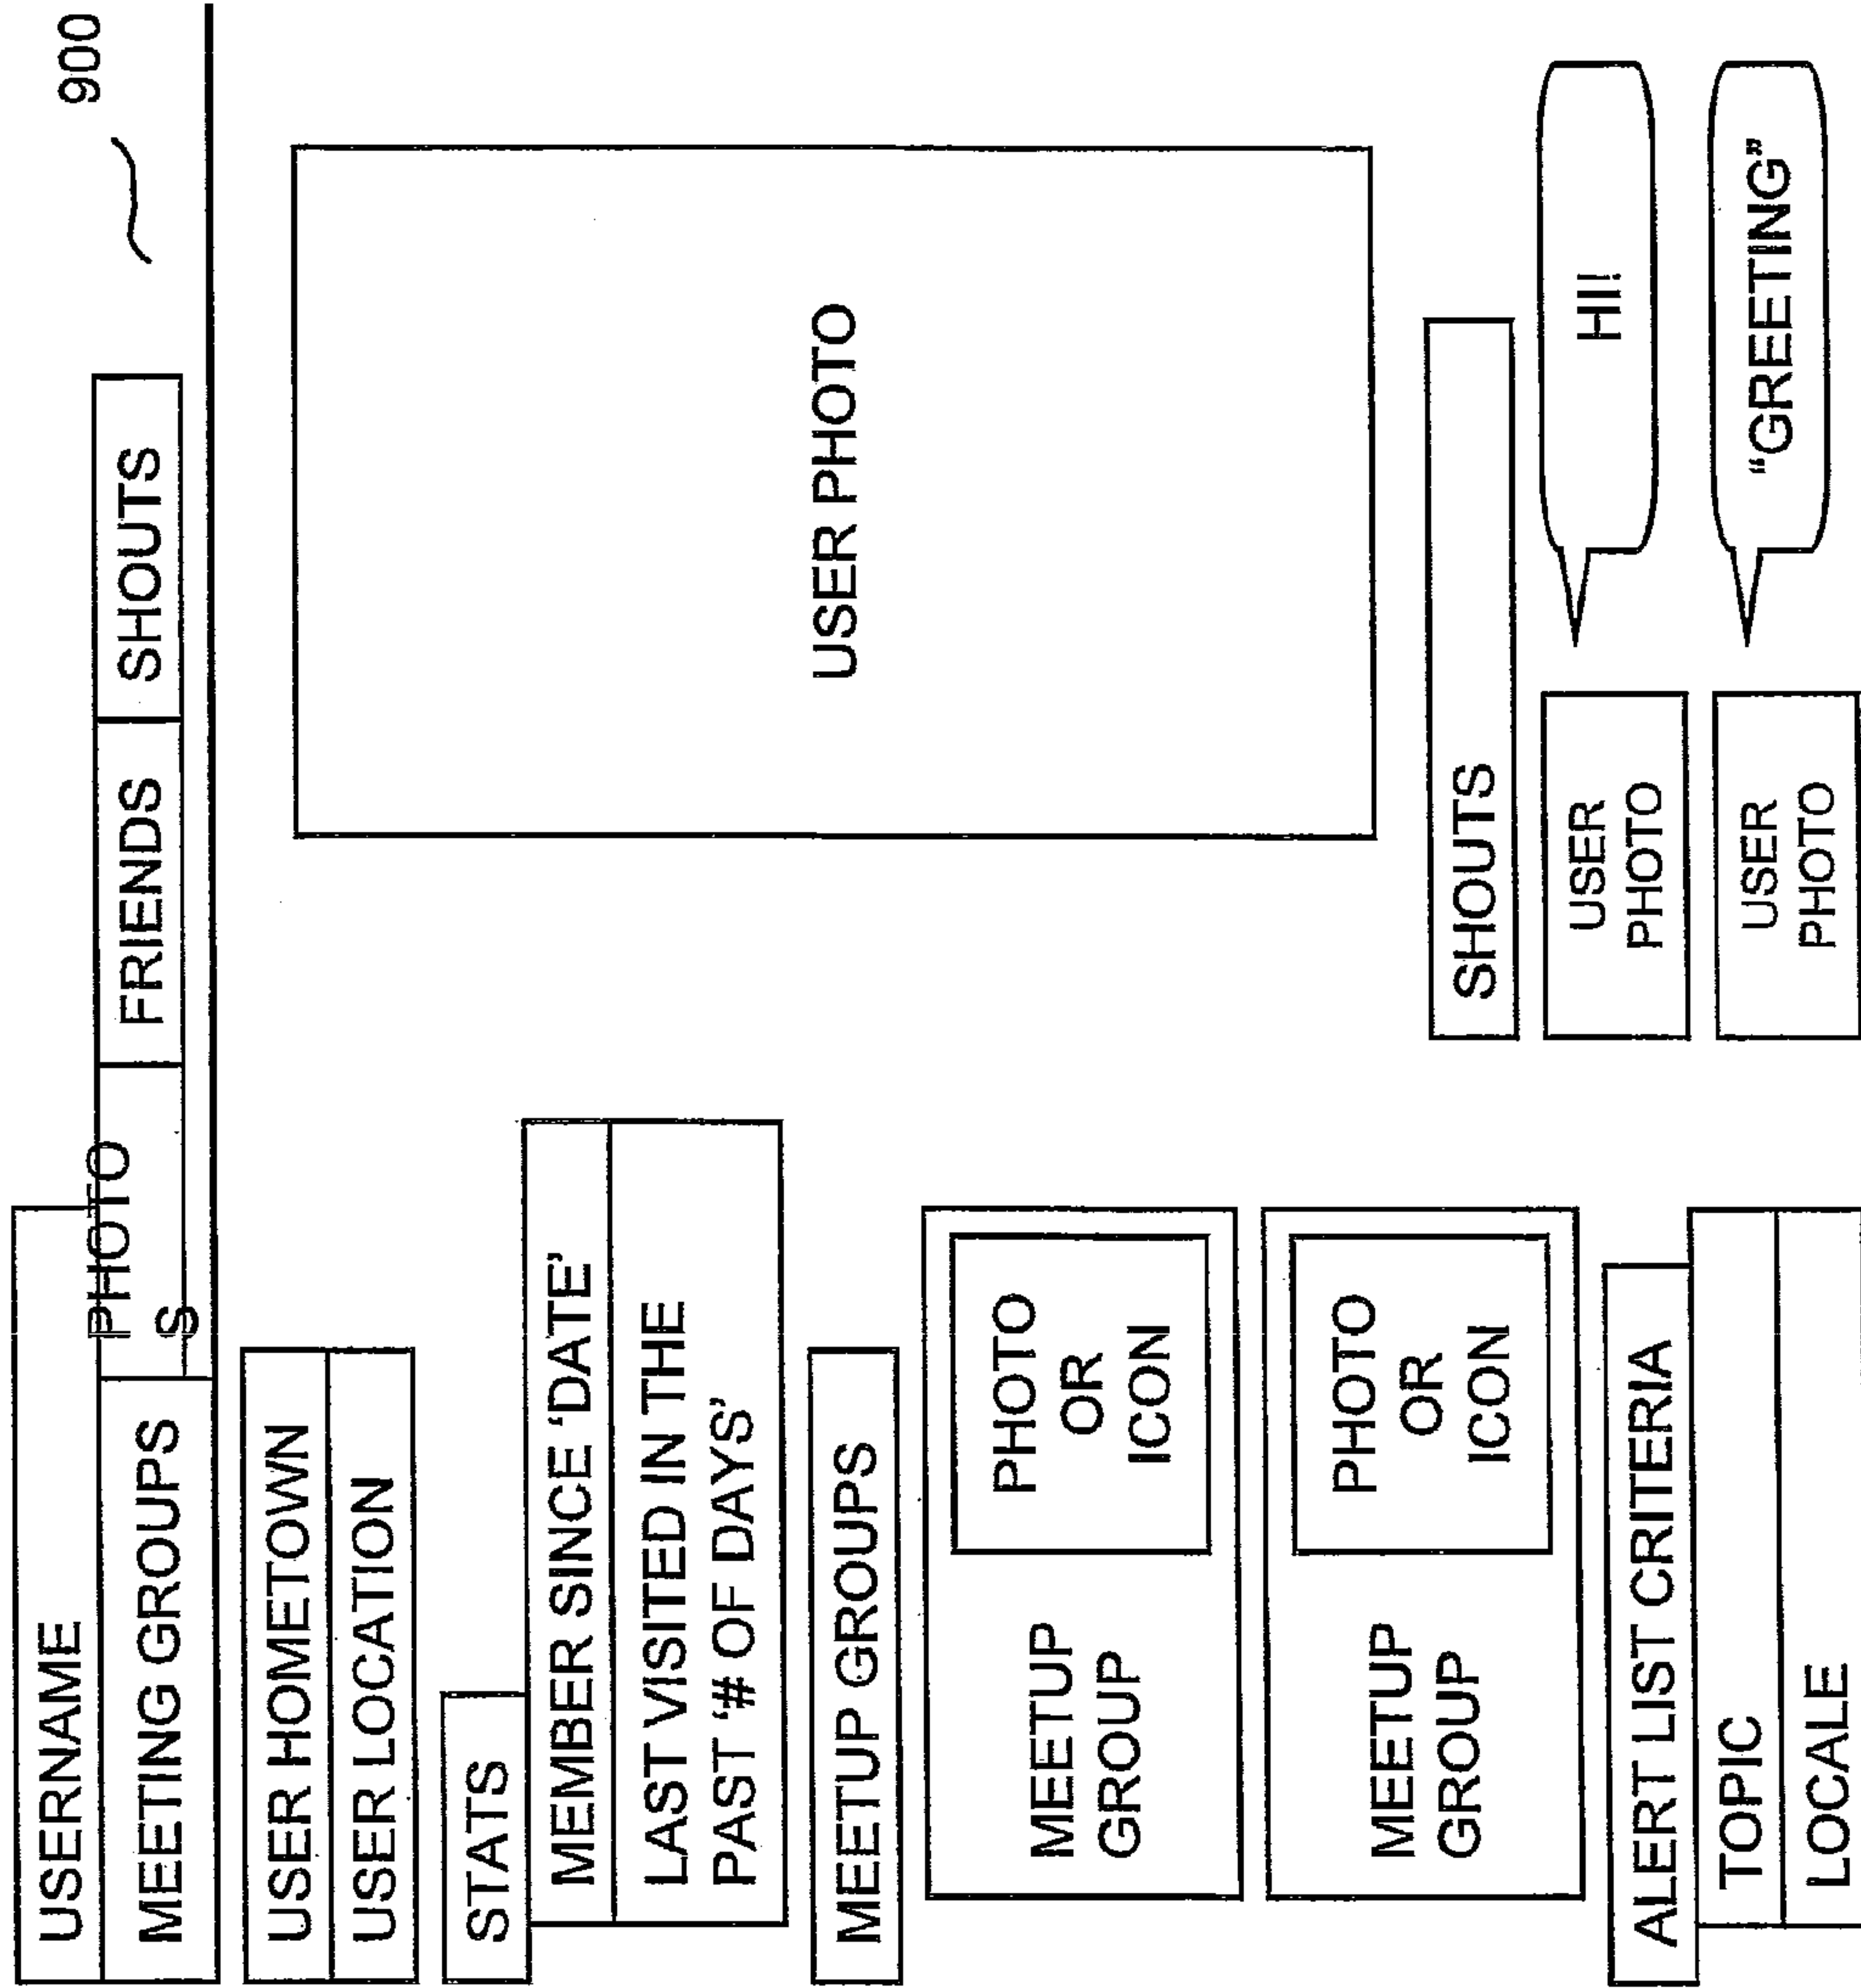 900
USERNAME
MEETING GROUPS
PHOTO
S
FRIENDS
SHOUTS
USER HOMETOWN
USER LOCATION
STATS
MEMBER SINCE ‘DATE’
LAST VISITED IN THE
PAST ‘# OF DAYS’
MEETUP GROUPS
MEETUP
GROUP
PHOTO
OR
ICON
MEETUP
GROUP
PHOTO
OR
ICON
ALERT LIST CRITERIA
TOPIC
LOCALE
USER PHOTO
SHOUTS
USER
PHOTO
HI!
USER
PHOTO
“GREETING”